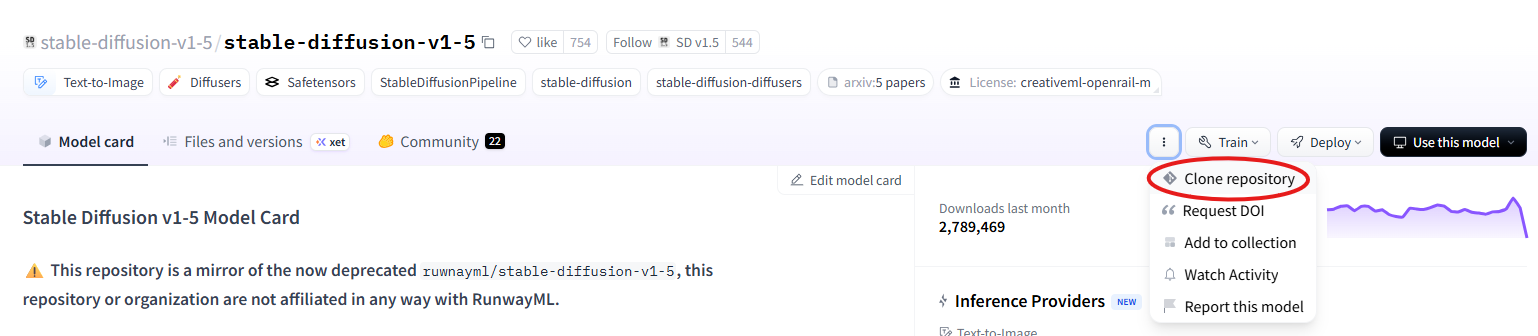 stable-diffusion-v1-5/stable-diffusion-v1-5 like 754 Follow SD v1.5 544
Text-to-Image Diffusers Safetensors StableDiffusionPipeline stable-diffusion stable-diffusion-diffusers arxiv:5 papers License: creativeml-openrail-m
Model card Files and versions xet Community 22 Train Deploy Use this model
Clone repository
Request DOI
Add to collection
Watch Activity
Report this model
Edit model card
Stable Diffusion v1-5 Model Card
⚠️ This repository is a mirror of the now deprecated ruwnayml/stable-diffusion-v1-5, this
repository or organization are not affiliated in any way with RunwayML.
Downloads last month
2,789,469
Inference Providers NEW
Text-to-Image